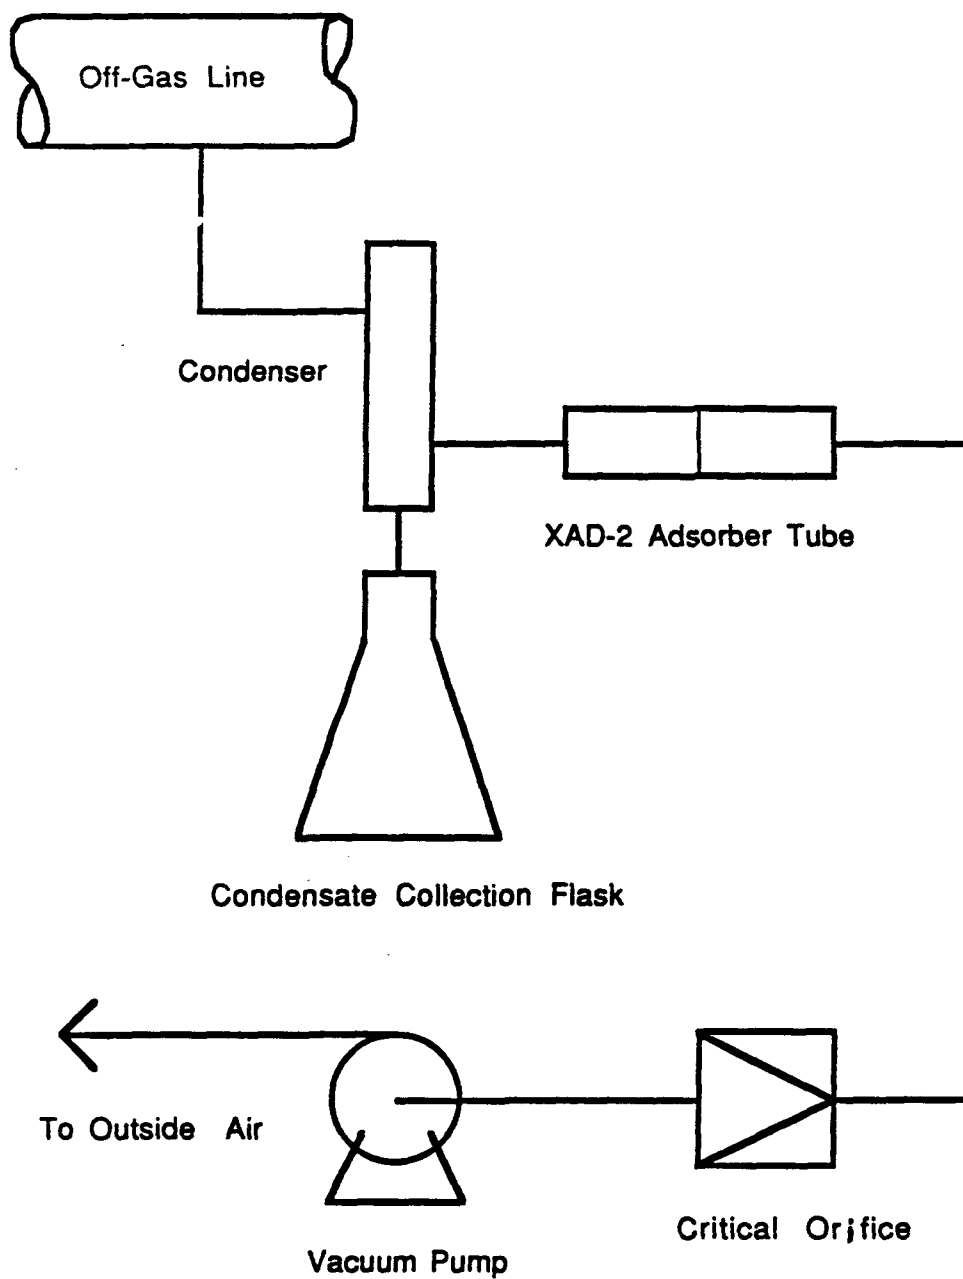 Off-Gas Line
Condenser
XAD-2 Adsorber Tube
Condensate Collection Flask
To Outside Air
Critical Orifice
Vacuum Pump